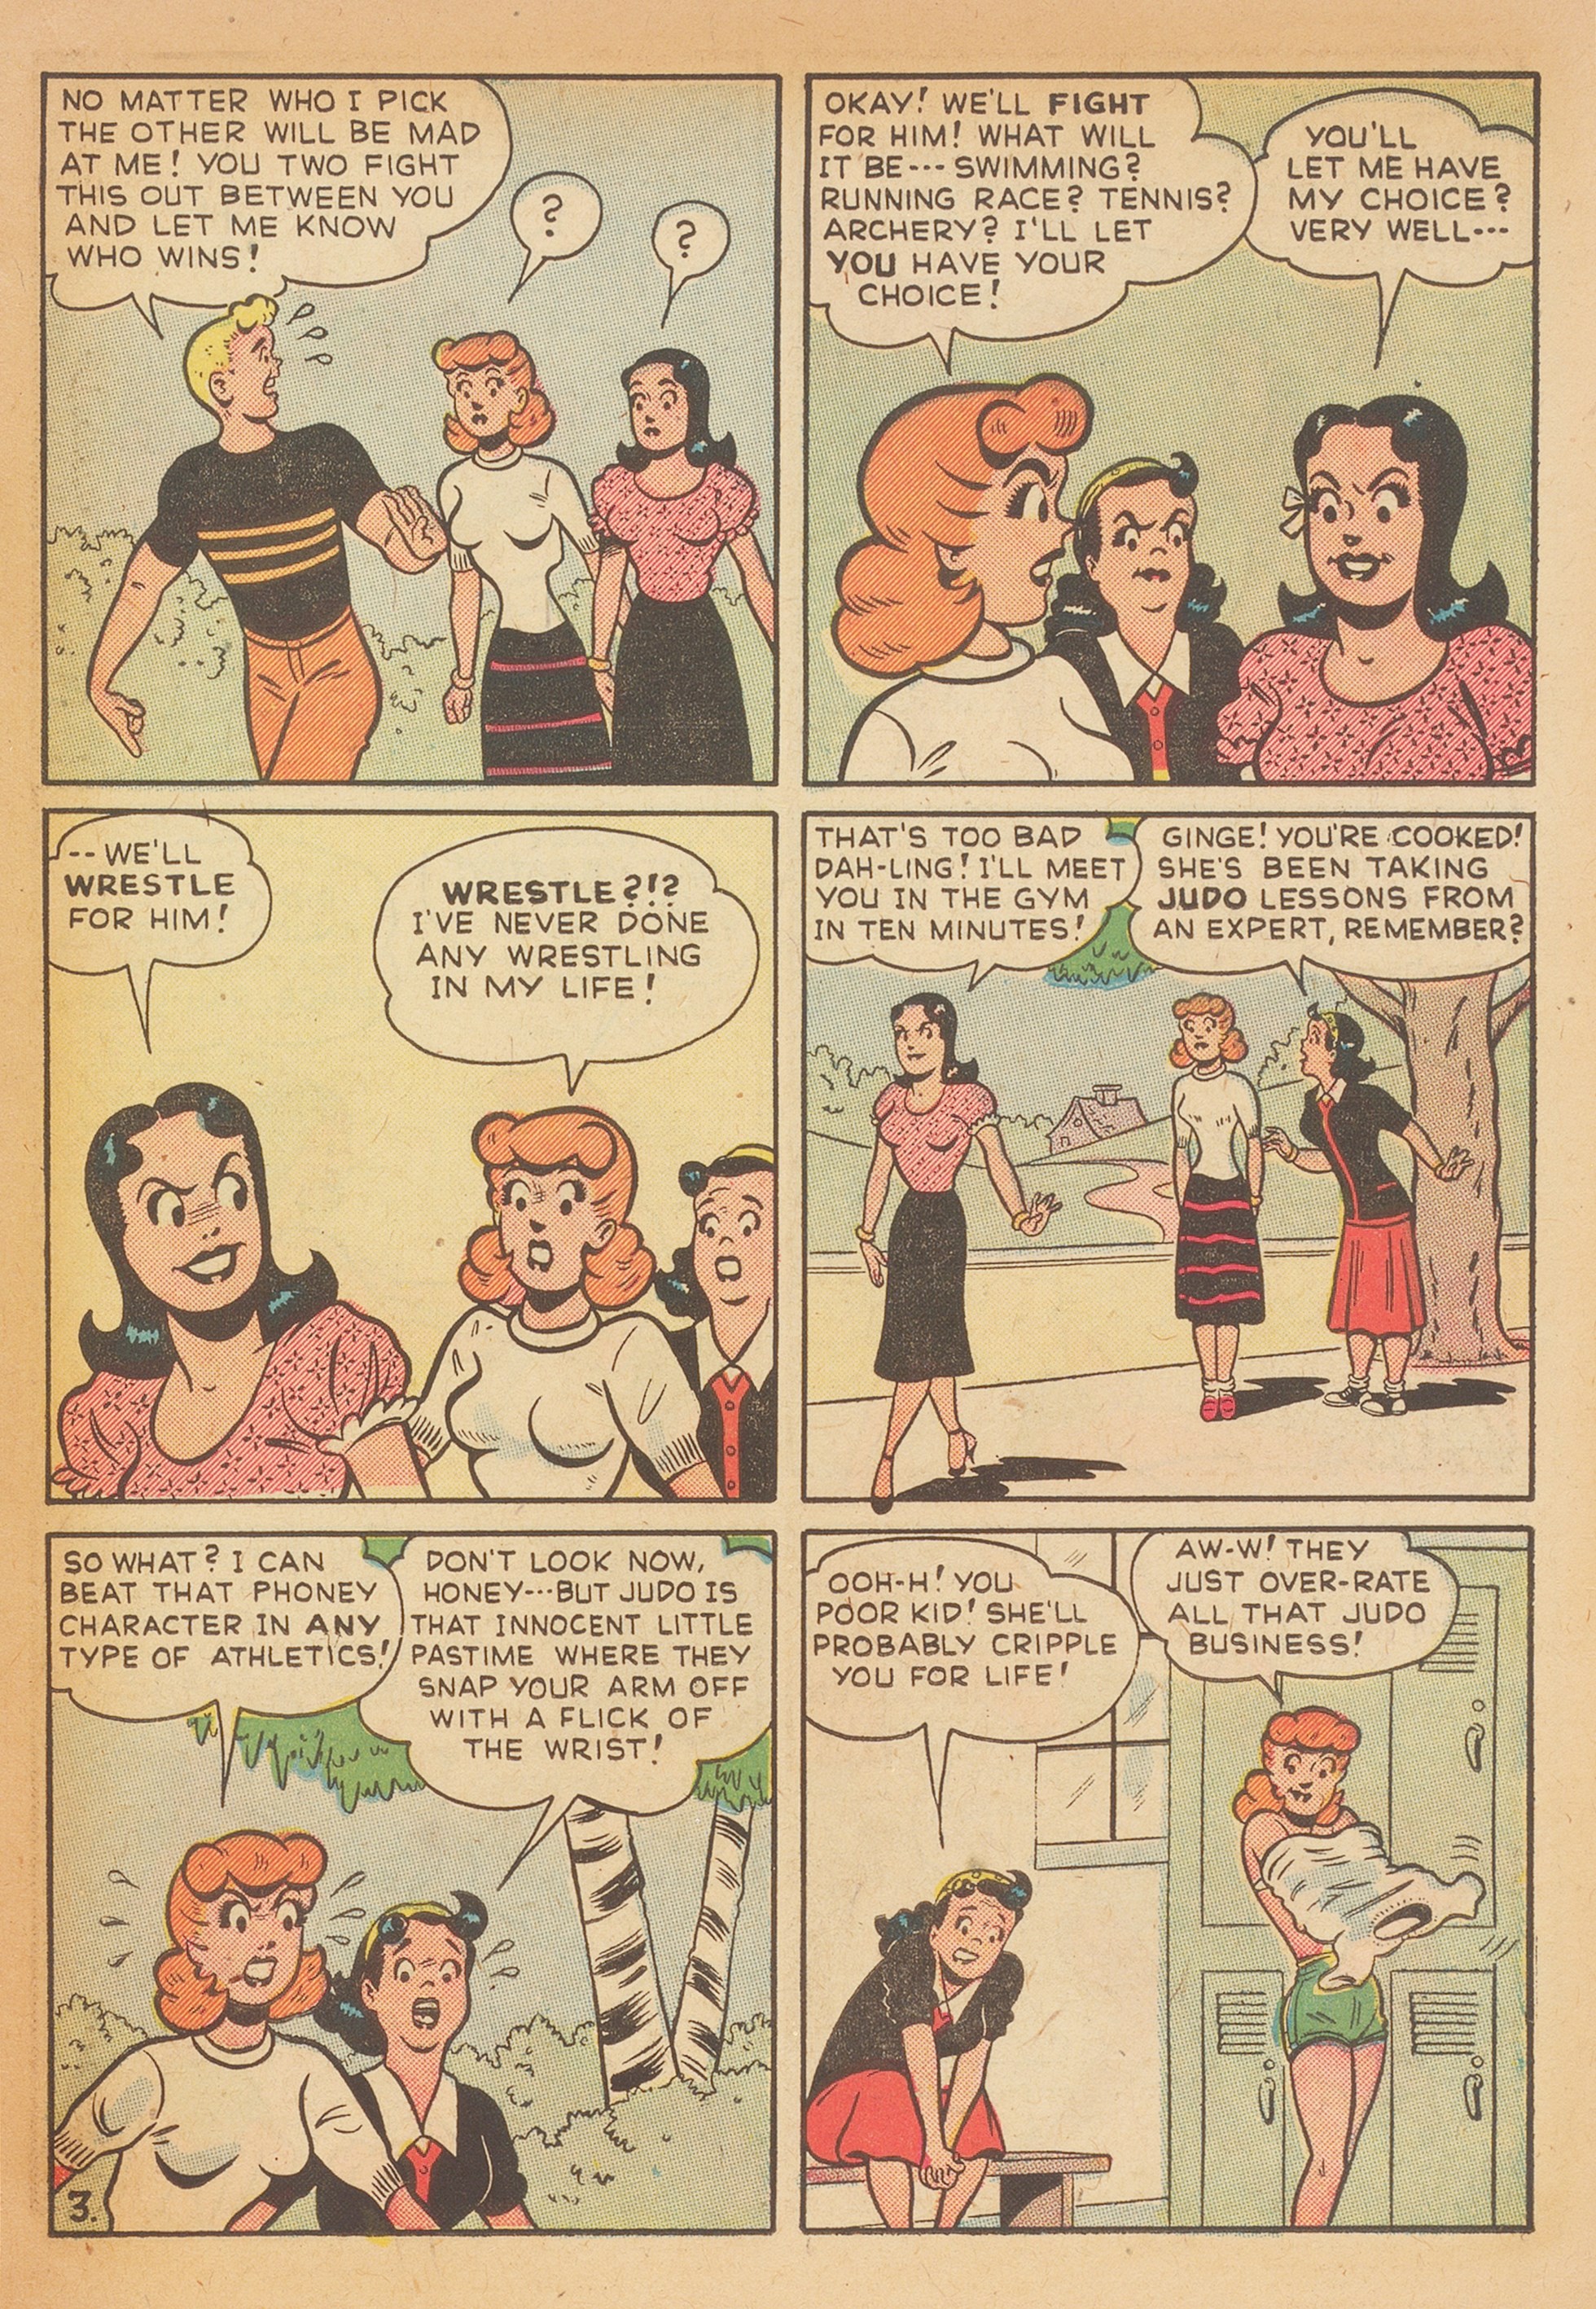 NO MATTER WHO I PICK
THE OTHER WILL BE MAD
AT ME! YOU TWO FIGHT
THIS OUT BETWEEN YOU
AND LET ME KNOW
WHO WINS!
?
?
OKAY! WE'LL FIGHT
FOR HIM! WHAT WILL
IT BE--- SWIMMING?
RUNNING RACE? TENNIS?
ARCHERY? I'LL LET
YOU HAVE YOUR
CHOICE!
YOU'LL
LET ME HAVE
MY CHOICE?
VERY WELL---
-- WE'LL
WRESTLE
FOR HIM!
WRESTLE?!?
I'VE NEVER DONE
ANY WRESTLING
IN MY LIFE!
THAT'S TOO BAD
DAH-LING! I'LL MEET
YOU IN THE GYM
IN TEN MINUTES!
GINGE! YOU'RE COOKED!
SHE'S BEEN TAKING
JUDO LESSONS FROM
AN EXPERT, REMEMBER?
SO WHAT? I CAN
BEAT THAT PHONEY
CHARACTER IN ANY
TYPE OF ATHLETICS!
DON'T LOOK NOW,
HONEY---BUT JUDO IS
THAT INNOCENT LITTLE
PASTIME WHERE THEY
SNAP YOUR ARM OFF
WITH A FLICK OF
THE WRIST!
3.
OOH-H! YOU
POOR KID! SHE'LL
PROBABLY CRIPPLE
YOU FOR LIFE!
AW-W! THEY
JUST OVER-RATE
ALL THAT JUDO
BUSINESS!